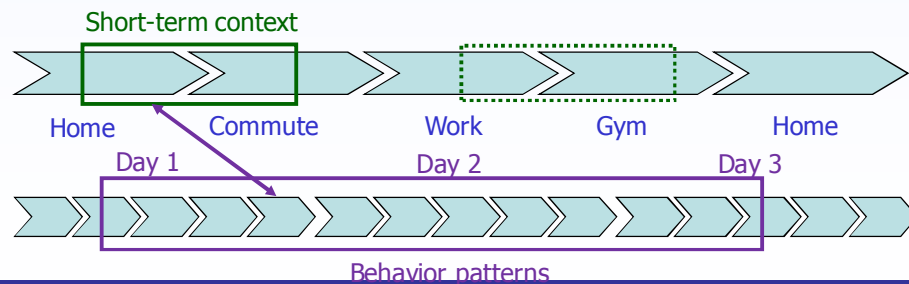 Short-term context
Home Commute Work Gym Home
Day 1 Day 2 Day 3
Behavior patterns